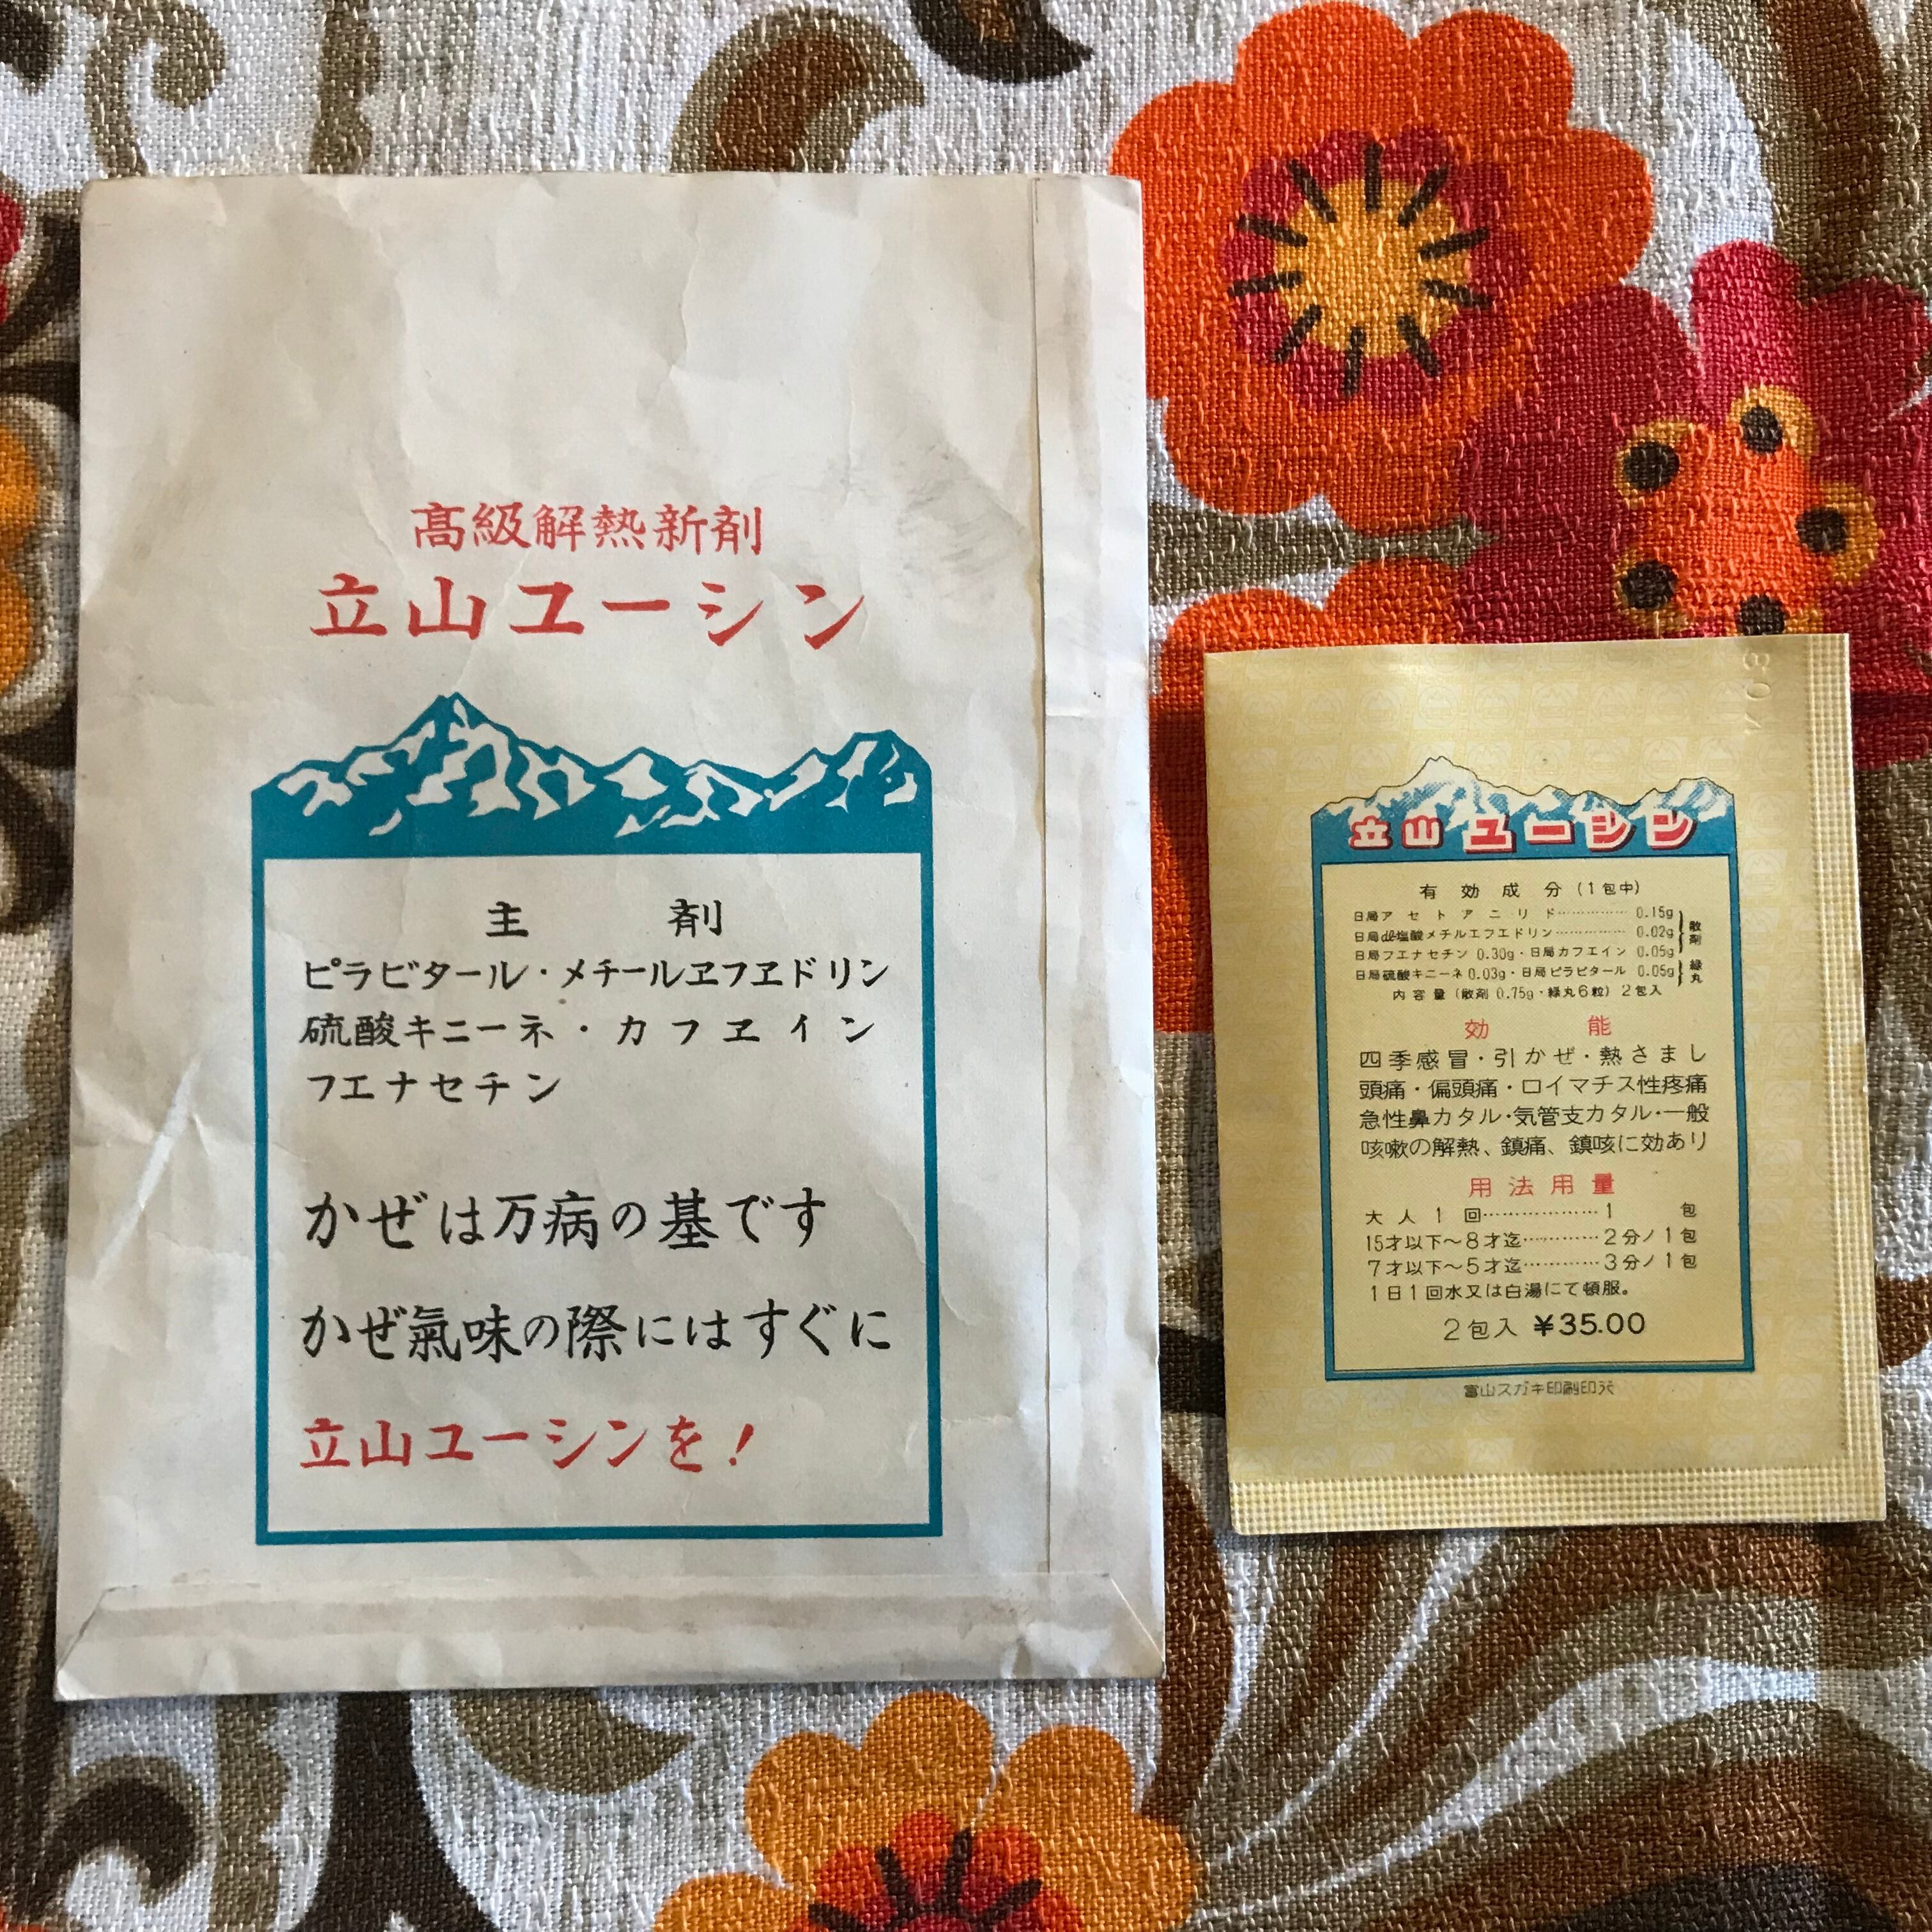 高級解熱新剤
立山ユーシン
主 剤
ピラビタール・メチールヱフヱドリン
硫酸キニーネ・カフヱイン
フエナセチン
かぜは万病の基です
かぜ氣味の際にはすぐに
立山ユーシンを!
立山ユーシン
有効成分(1包中)
日局アセトアニリド…………… 0.15g
日局dl塩酸メチルエフエドリン…………… 0.02g
散剤
日局フエナセチン 0.30g・日局カフエイン 0.05g
日局硫酸キニーネ 0.03g・日局ピラビタール 0.05g
緑丸
内容量(散剤 0.75g・緑丸6粒)2包入
効 能
四季感冒・引かぜ・熱さまし
頭痛・偏頭痛・ロイマチス性疼痛
急性鼻カタル・気管支カタル・一般
咳嗽の解熱、鎮痛、鎮咳に効あり
用法用量
大人1回………………1 包
15才以下~8才迄…………2分ノ1包
7才以下~5才迄…………3分ノ1包
1日1回水又は白湯にて頓服。
2包入 ¥35.00
富山スガキ印刷印行